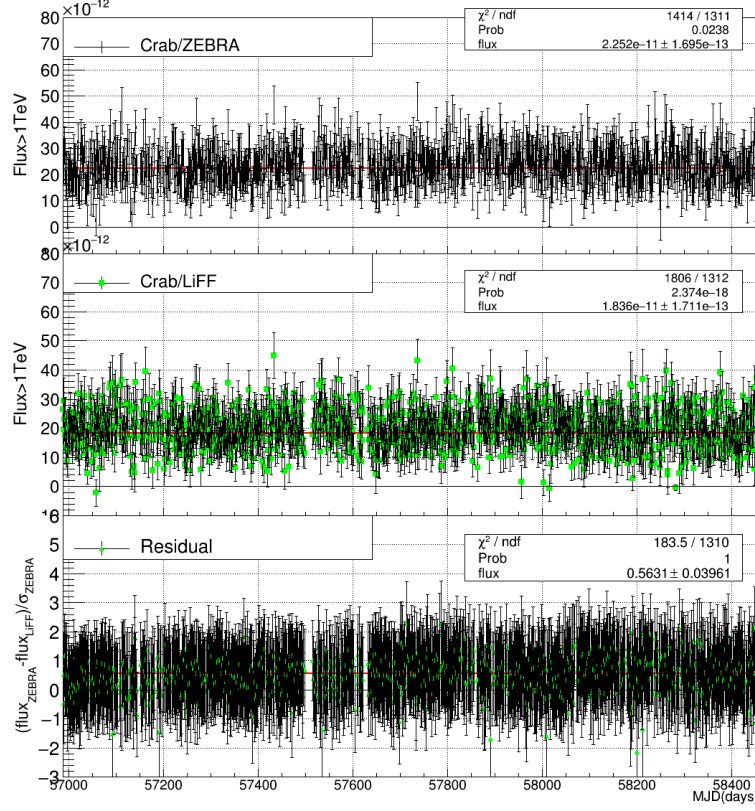 ×10⁻¹²
80
70
60
50
40
30
20
10
0
Flux>1TeV
Crab/ZEBRA
χ² / ndf 1414 / 1311
Prob 0.0238
flux 2.252e−11 ± 1.695e−13
×10⁻¹²
80
70
60
50
40
30
20
10
0
Flux>1TeV
Crab/LiFF
χ² / ndf 1806 / 1312
Prob 2.374e−18
flux 1.836e−11 ± 1.711e−13
6
5
4
3
2
1
0
−1
−2
−3
(flux_ZEBRA-flux_LiFF)/σ_ZEBRA
Residual
χ² / ndf 183.5 / 1310
Prob 1
flux 0.5631 ± 0.03961
57000 57200 57400 57600 57800 58000 58200 58400
MJD(days